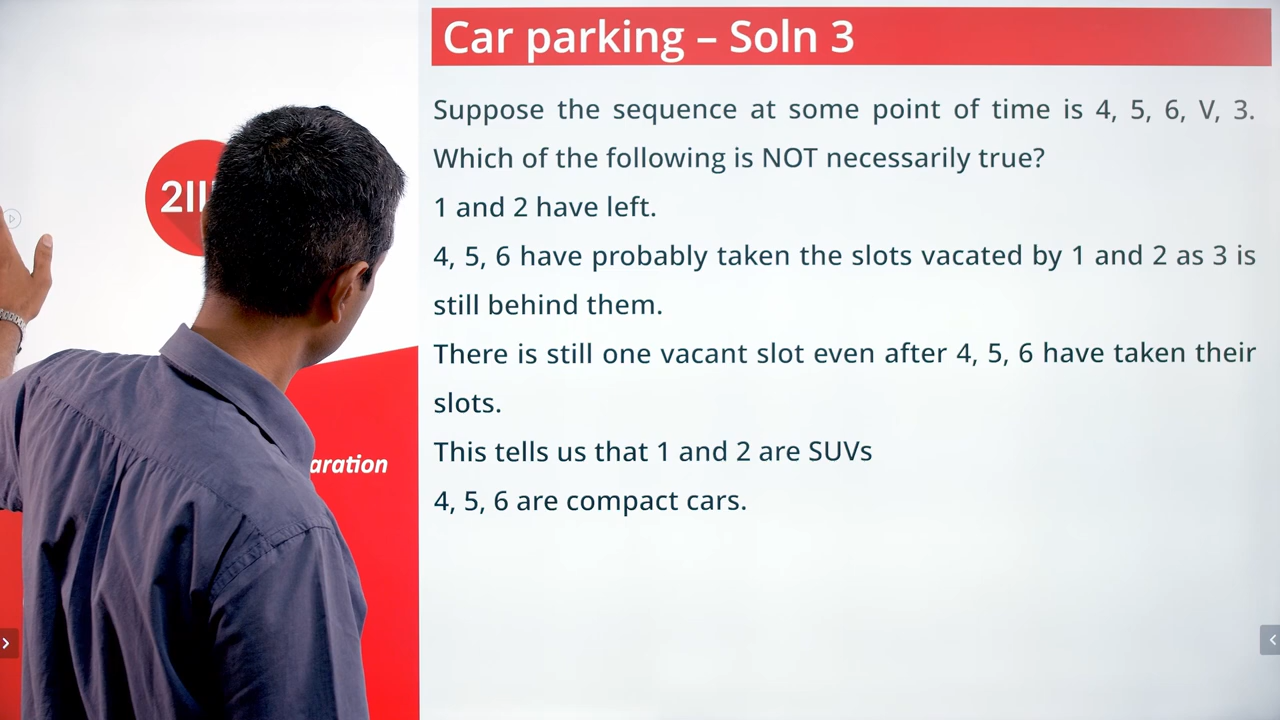 Car parking – Soln 3
Suppose the sequence at some point of time is 4, 5, 6, V, 3.
Which of the following is NOT necessarily true?
1 and 2 have left.
4, 5, 6 have probably taken the slots vacated by 1 and 2 as 3 is
still behind them.
There is still one vacant slot even after 4, 5, 6 have taken their
slots.
This tells us that 1 and 2 are SUVs
4, 5, 6 are compact cars.